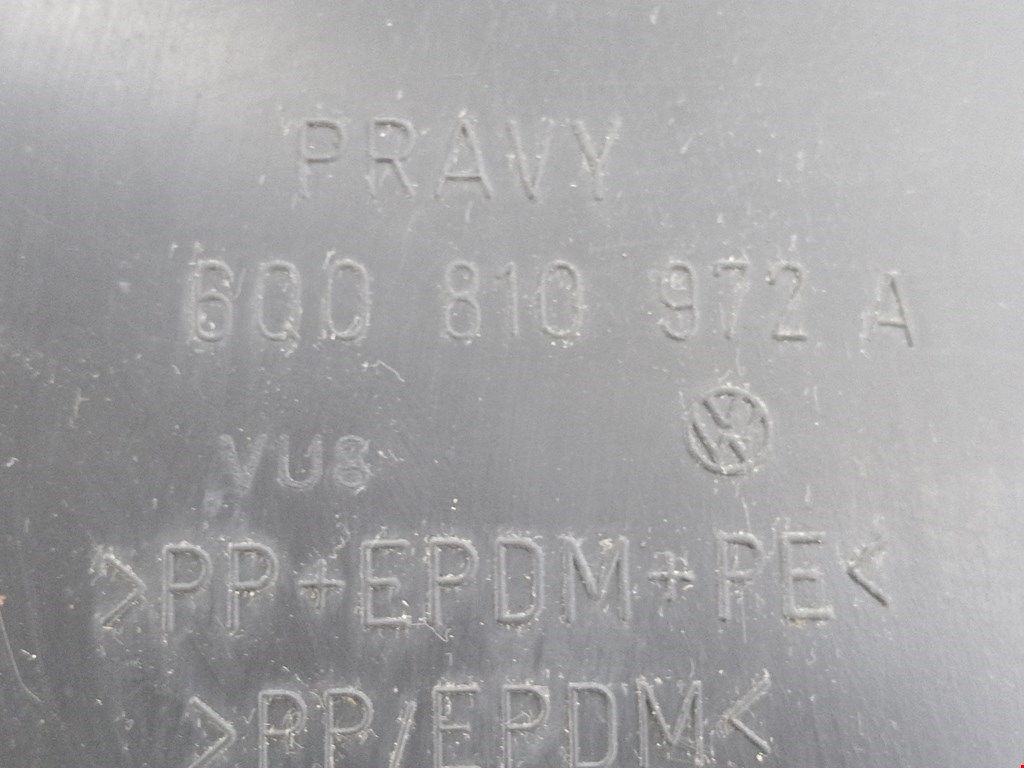 PRAVY
6Q0 810 972 A
VU8
>PP+EPDM+PE<
>PP/EPDM<